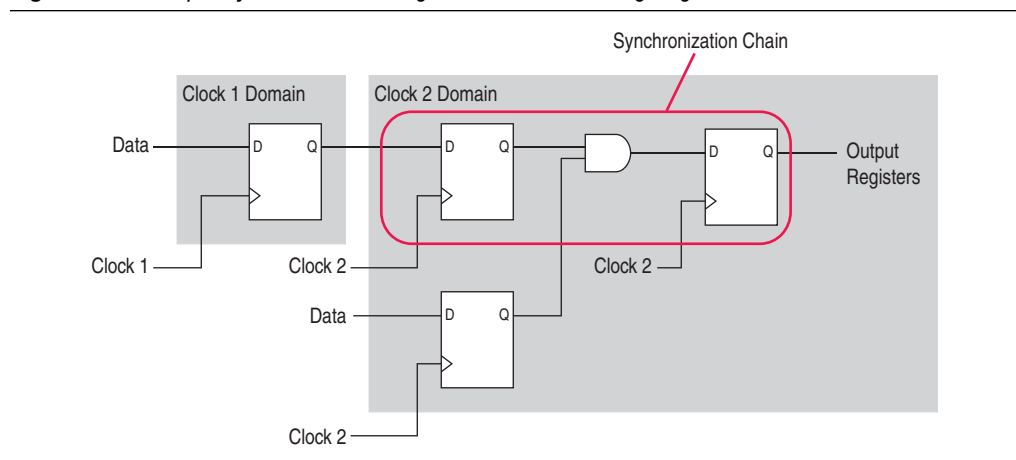 Synchronization Chain
Clock 1 Domain
Clock 2 Domain
Data
D
Q
D
Q
D
Q
Output
Registers
Clock 1
Clock 2
Clock 2
Data
D
Q
Clock 2